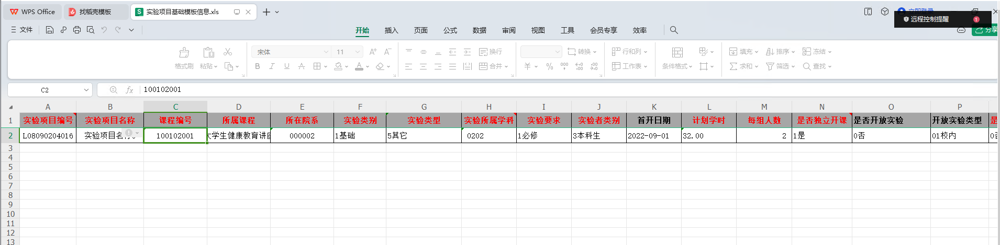 WPS Office 找稻壳模板 实验项目基础模板信息.xls 立即登录
远程控制提醒 1
文件 开始 插入 页面 公式 数据 审阅 视图 工具 会员专享 效率 分享
宋体 11 A+ A- 换行 转换 行和列 填充 排序 冻结
格式刷 粘贴 B I U A A 合并 ¥ % 工作表 条件格式 求和 筛选 查找
C2 fx 100102001
A B C D E F G H I J K L M N O P
1 实验项目编号 实验项目名称 课程编号 所属课程 所在院系 实验类别 实验类型 实验所属学科 实验要求 实验者类别 首开日期 计划学时 每组人数 是否独立开课 是否开放实验 开放实验类型 是
2 L08090204016 实验项目名称 100102001 大学生健康教育讲座 000002 1基础 5其它 0202 1必修 3本科生 2022-09-01 32.00 2 1是 0否 01校内 0否
3
4
5
6
7
8
9
10
11
12
13